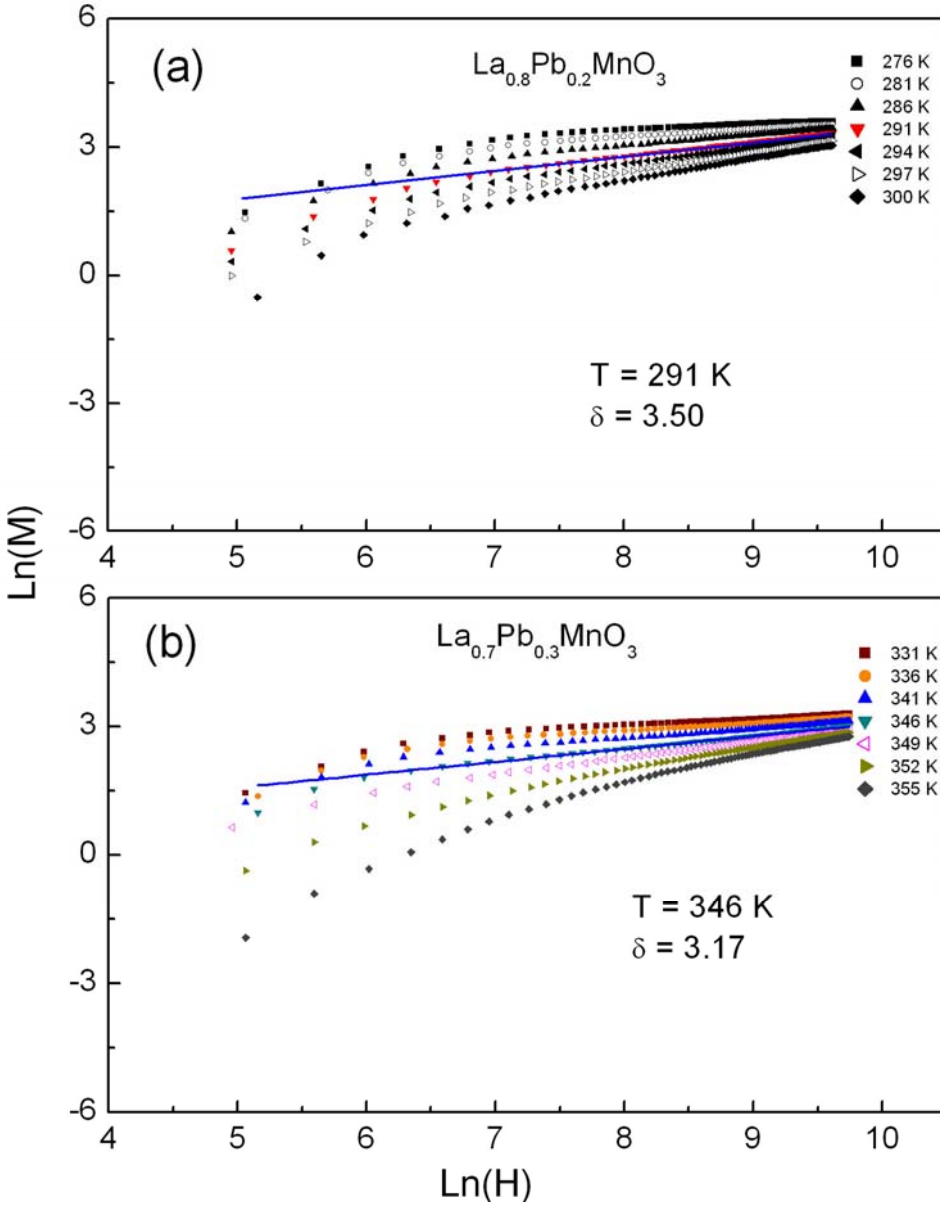 Ln(M)
(a)
La0.8Pb0.2MnO3
276 K
281 K
286 K
291 K
294 K
297 K
300 K
T = 291 K
δ = 3.50
6
3
0
-3
-6
4 5 6 7 8 9 10
(b)
La0.7Pb0.3MnO3
331 K
336 K
341 K
346 K
349 K
352 K
355 K
T = 346 K
δ = 3.17
6
3
0
-3
-6
4 5 6 7 8 9 10
Ln(H)